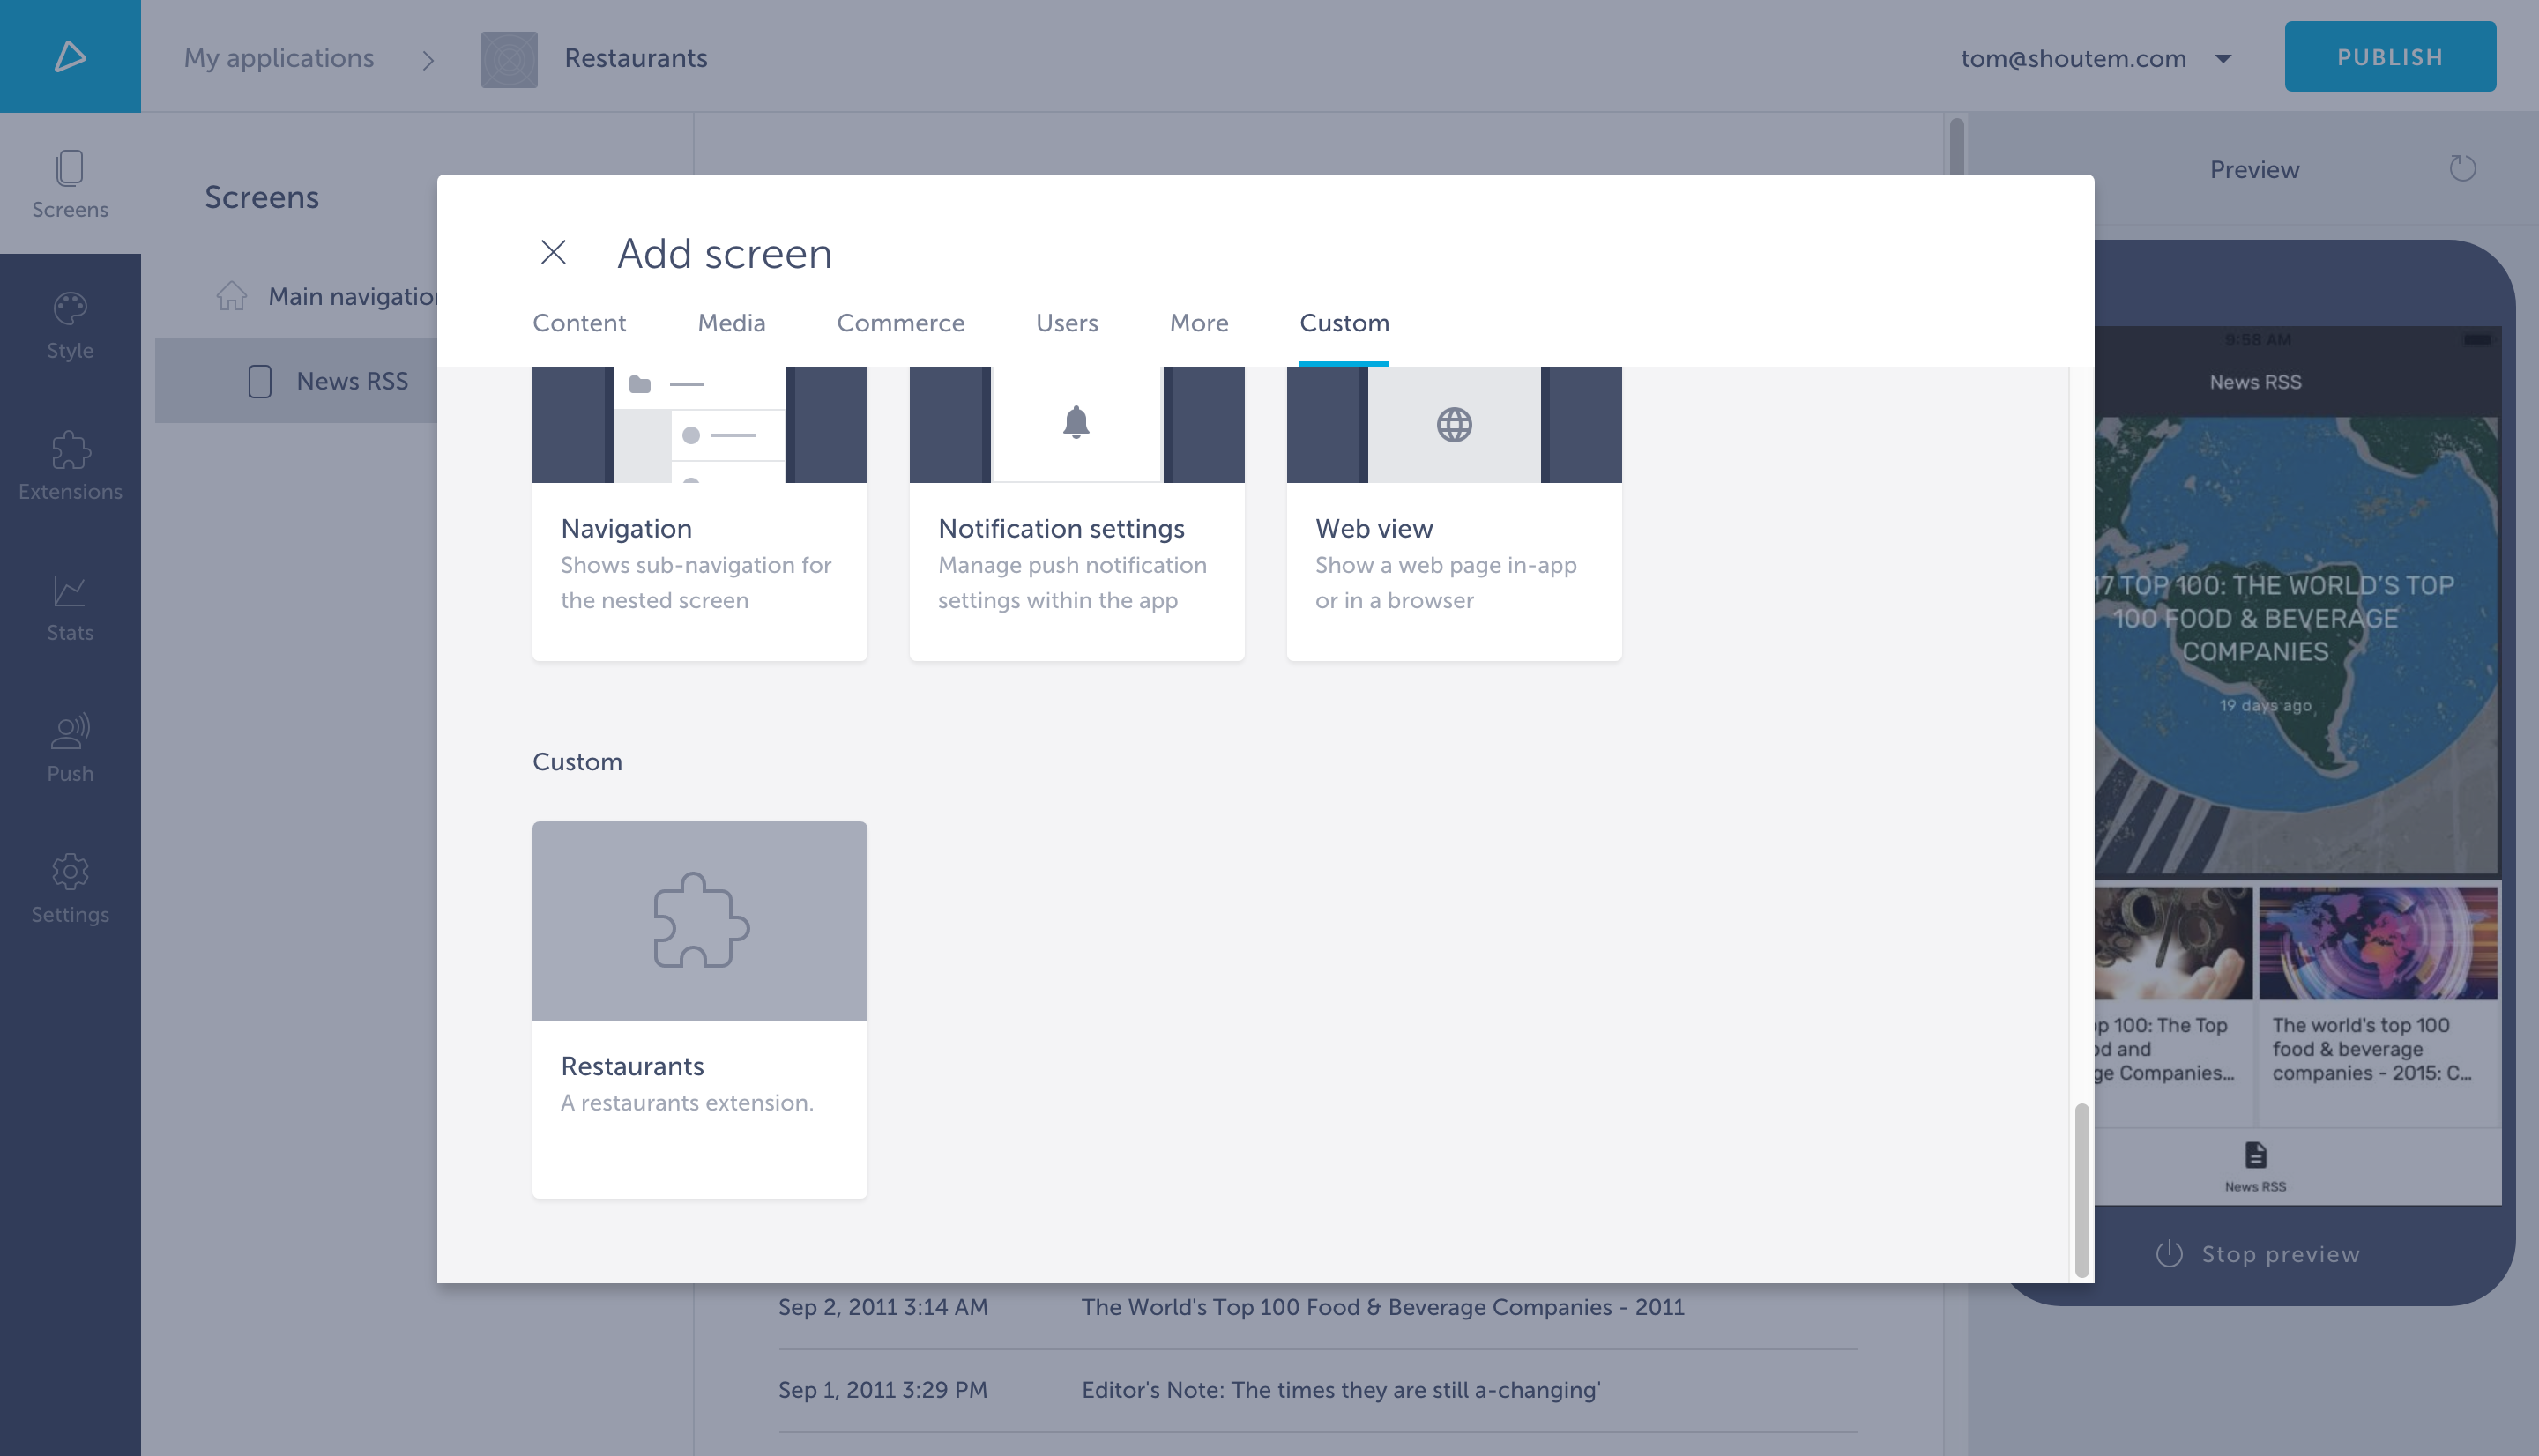 My applications
Restaurants
tom@shoutem.com
PUBLISH
Screens
Style
Extensions
Stats
Push
Settings
Screens
Main navigation
News RSS
Add screen
Content
Media
Commerce
Users
More
Custom
Navigation
Shows sub-navigation for
the nested screen
Notification settings
Manage push notification
settings within the app
Web view
Show a web page in-app
or in a browser
Custom
Restaurants
A restaurants extension.
Sep 2, 2011 3:14 AM
The World's Top 100 Food & Beverage Companies - 2011
Sep 1, 2011 3:29 PM
Editor's Note: The times they are still a-changing'
Preview
9:58 AM
News RSS
17 TOP 100: THE WORLD'S TOP
100 FOOD & BEVERAGE
COMPANIES
19 days ago
p 100: The Top
od and
ge Companies...
The world's top 100
food & beverage
companies - 2015: C...
News RSS
Stop preview